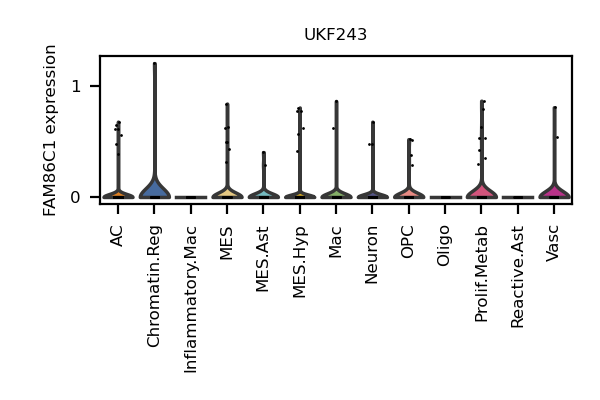 UKF243
FAM86C1 expression
1
0
AC
Chromatin.Reg
Inflammatory.Mac
MES
MES.Ast
MES.Hyp
Mac
Neuron
OPC
Oligo
Prolif.Metab
Reactive.Ast
Vasc